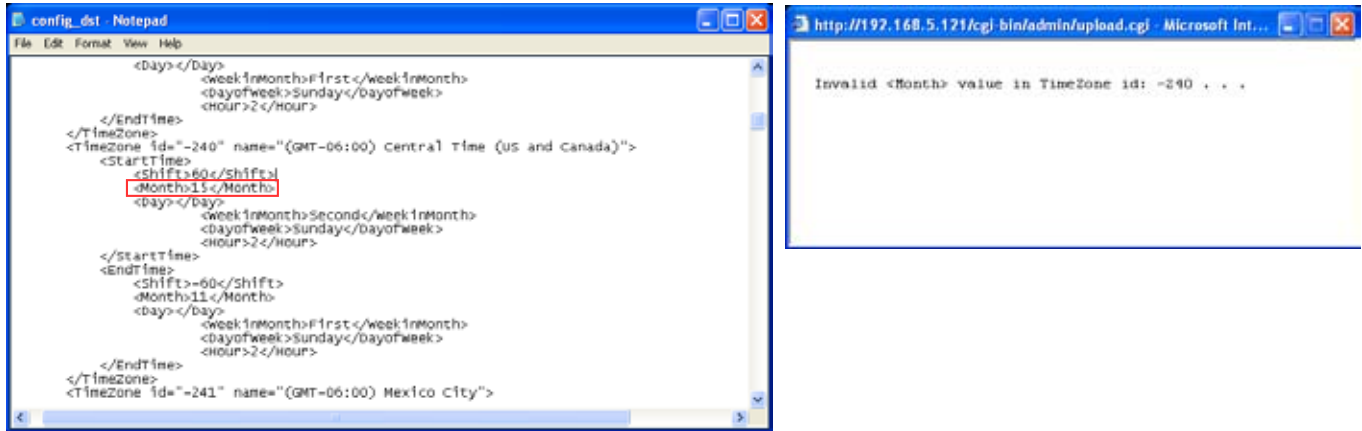 config_dst - Notepad
File Edit Format View Help
<Day></Day>
<WeekInMonth>First</WeekInMonth>
<DayofWeek>Sunday</DayofWeek>
<Hour>2</Hour>
</EndTime>
</TimeZone>
<TimeZone id="-240" name="(GMT-06:00) Central Time (US and Canada)">
<StartTime>
<Shift>60</Shift>
<Month>15</Month>
<Day></Day>
<WeekInMonth>Second</WeekInMonth>
<DayofWeek>Sunday</DayofWeek>
<Hour>2</Hour>
</StartTime>
<EndTime>
<Shift>-60</Shift>
<Month>11</Month>
<Day></Day>
<WeekInMonth>First</WeekInMonth>
<DayofWeek>Sunday</DayofWeek>
<Hour>2</Hour>
</EndTime>
</TimeZone>
<TimeZone id="-241" name="(GMT-06:00) Mexico City">
http://192.168.5.121/cgi-bin/admin/upload.cgi - Microsoft Int...
Invalid <Month> value in TimeZone id: -240 . . .